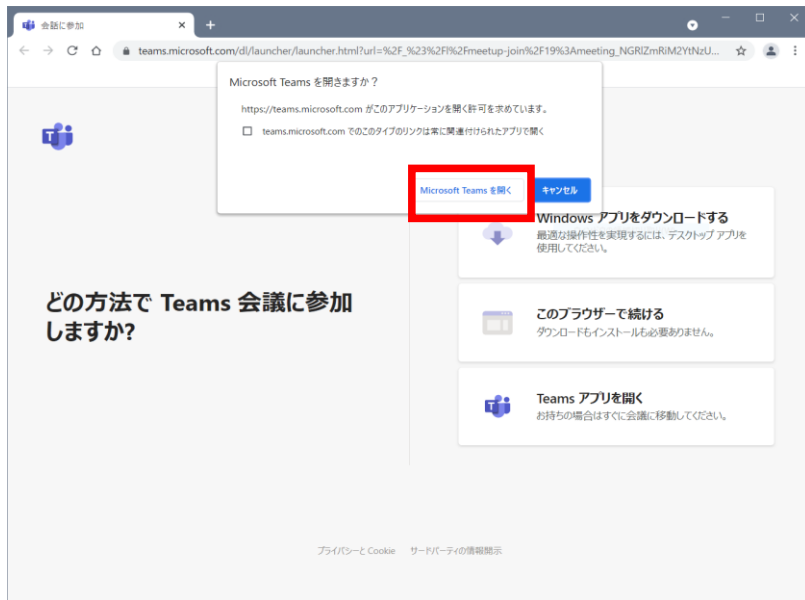 会話に参加
teams.microsoft.com/dl/launcher/launcher.html?url=%2F_%23%2Fl%2Fmeetup-join%2F19%3Ameeting_NGRlZmRiM2YtNzU...
Microsoft Teams を開きますか?
https://teams.microsoft.com がこのアプリケーションを開く許可を求めています。
teams.microsoft.com でのこのタイプのリンクは常に関連付けられたアプリで開く
Microsoft Teams を開く
キャンセル
どの方法で Teams 会議に参加
しますか?
Windows アプリをダウンロードする
最適な操作性を実現するには、デスクトップ アプリを
使用してください。
このブラウザーで続ける
ダウンロードもインストールも必要ありません。
Teams アプリを開く
お持ちの場合はすぐに会議に移動してください。
プライバシーと Cookie サードパーティの情報開示